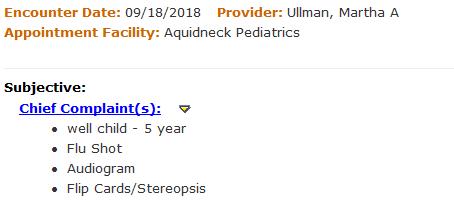 Encounter Date: 09/18/2018 Provider: Ullman, Martha A
Appointment Facility: Aquidneck Pediatrics
Subjective:
Chief Complaint(s):
• well child - 5 year
• Flu Shot
• Audiogram
• Flip Cards/Stereopsis